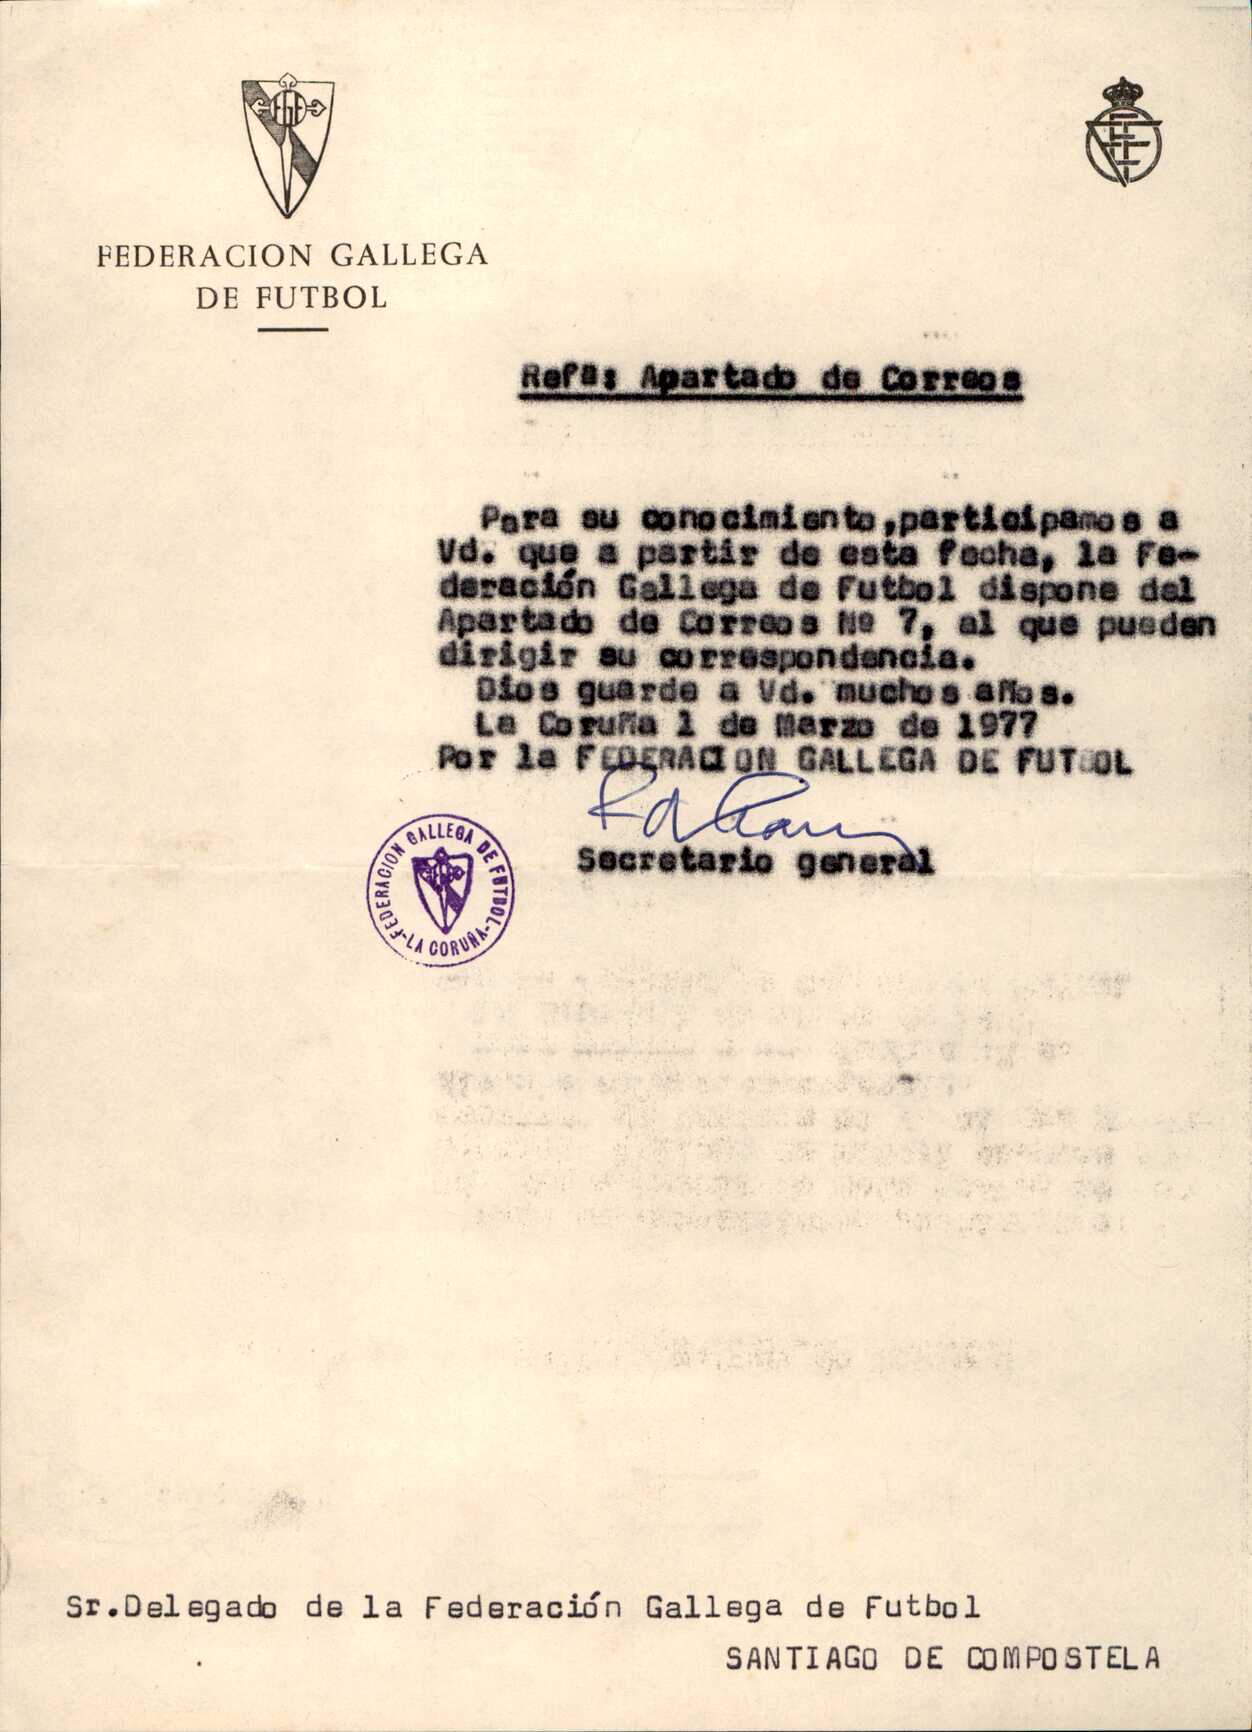 FGF
FEDERACION GALLEGA
DE FUTBOL
Refª: Apartado de Correos
Para su conocimiento,participamos a
Vd. que a partir de esta fecha, la Fe-
deración Gallega de Futbol dispone del
Apartado de Correos Nº 7, al que pueden
dirigir su correspondencia.
Dios guarde a Vd. muchos años.
La Coruña 1 de Marzo de 1977
Por la FEDERACION GALLEGA DE FUTBOL
Secretario general
FEDERACION GALLEGA DE FUTBOL
-LA CORUÑA-
Sr.Delegado de la Federación Gallega de Futbol
SANTIAGO DE COMPOSTELA